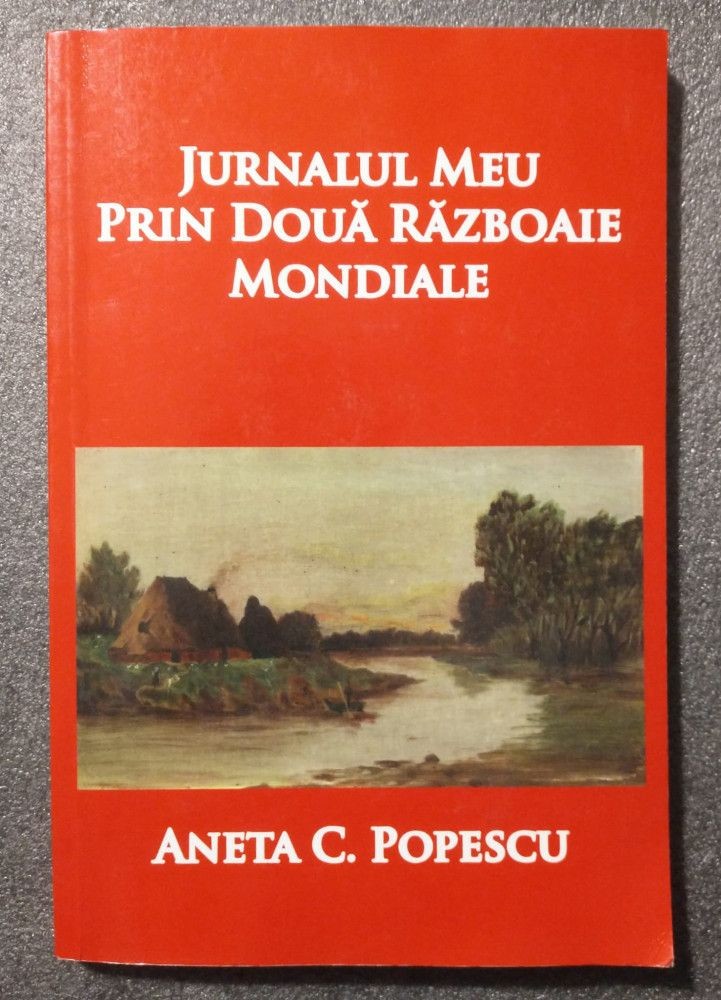 JURNALUL MEU
PRIN DOUĂ RĂZBOAIE
MONDIALE
ANETA C. POPESCU